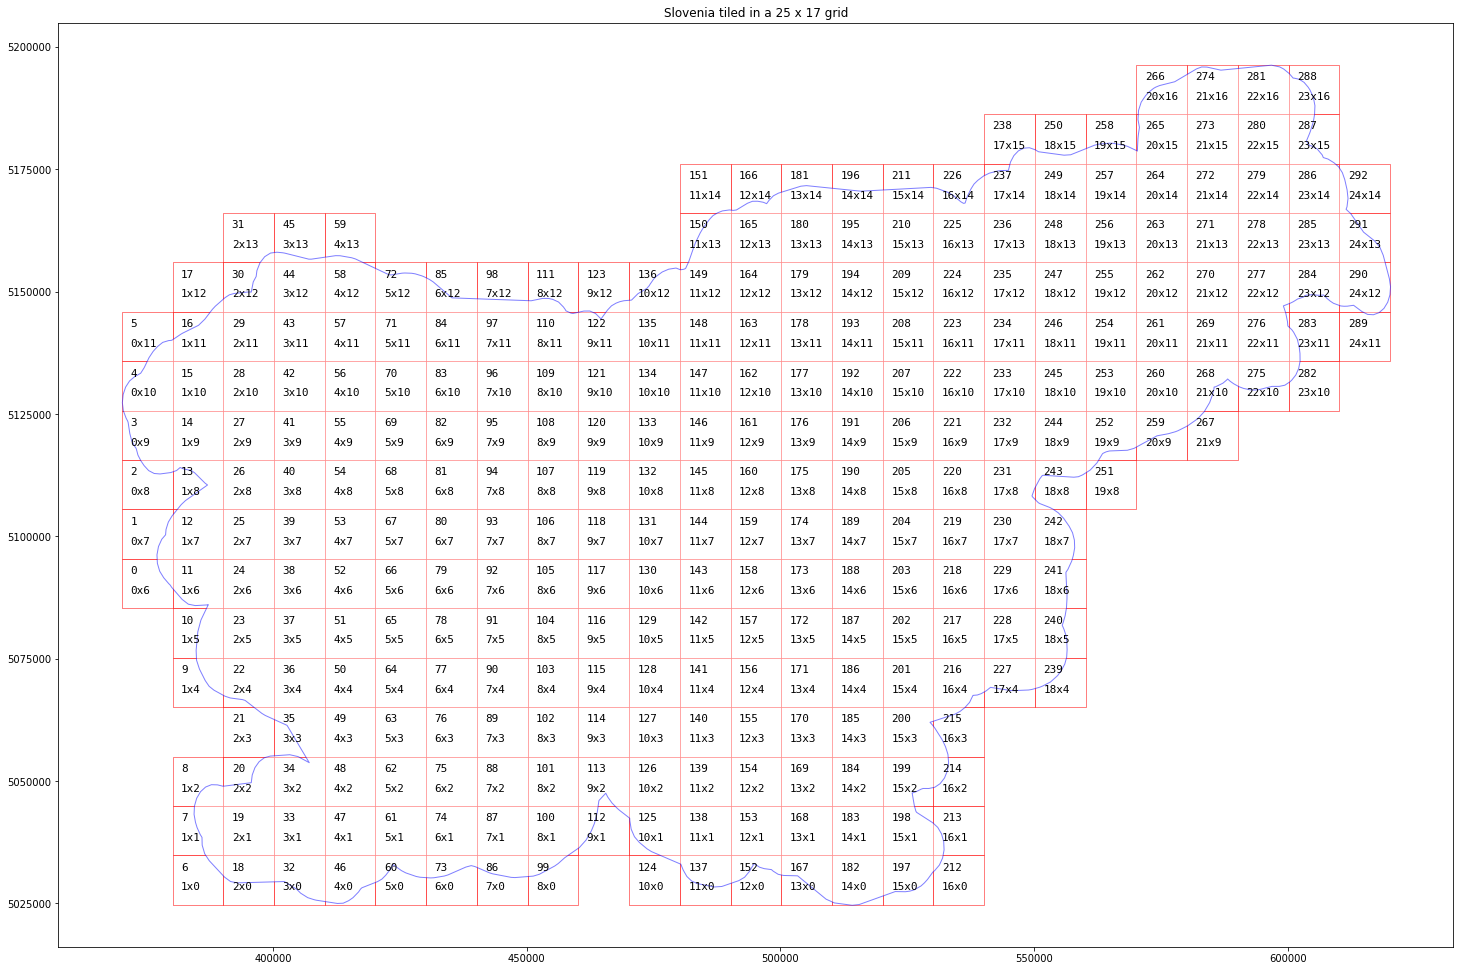 Slovenia tiled in a 25 x 17 grid
5200000
266 274 281 288
20x16 21x16 22x16 23x16
238 250 258 265 273 280 287
17x15 18x15 19x15 20x15 21x15 22x15 23x15
5175000
151 166 181 196 211 226 237 249 257 264 272 279 286 292
11x14 12x14 13x14 14x14 15x14 16x14 17x14 18x14 19x14 20x14 21x14 22x14 23x14 24x14
31 45 59 150 165 180 195 210 225 236 248 256 263 271 278 285 291
2x13 3x13 4x13 11x13 12x13 13x13 14x13 15x13 16x13 17x13 18x13 19x13 20x13 21x13 22x13 23x13 24x13
17 30 44 58 72 85 98 111 123 136 149 164 179 194 209 224 235 247 255 262 270 277 284 290
5150000
1x12 2x12 3x12 4x12 5x12 6x12 7x12 8x12 9x12 10x12 11x12 12x12 13x12 14x12 15x12 16x12 17x12 18x12 19x12 20x12 21x12 22x12 23x12 24x12
5 16 29 43 57 71 84 97 110 122 135 148 163 178 193 208 223 234 246 254 261 269 276 283 289
0x11 1x11 2x11 3x11 4x11 5x11 6x11 7x11 8x11 9x11 10x11 11x11 12x11 13x11 14x11 15x11 16x11 17x11 18x11 19x11 20x11 21x11 22x11 23x11 24x11
4 15 28 42 56 70 83 96 109 121 134 147 162 177 192 207 222 233 245 253 260 268 275 282
0x10 1x10 2x10 3x10 4x10 5x10 6x10 7x10 8x10 9x10 10x10 11x10 12x10 13x10 14x10 15x10 16x10 17x10 18x10 19x10 20x10 21x10 22x10 23x10
5125000
3 14 27 41 55 69 82 95 108 120 133 146 161 176 191 206 221 232 244 252 259 267
0x9 1x9 2x9 3x9 4x9 5x9 6x9 7x9 8x9 9x9 10x9 11x9 12x9 13x9 14x9 15x9 16x9 17x9 18x9 19x9 20x9 21x9
2 13 26 40 54 68 81 94 107 119 132 145 160 175 190 205 220 231 243 251
0x8 1x8 2x8 3x8 4x8 5x8 6x8 7x8 8x8 9x8 10x8 11x8 12x8 13x8 14x8 15x8 16x8 17x8 18x8 19x8
1 12 25 39 53 67 80 93 106 118 131 144 159 174 189 204 219 230 242
5100000
0x7 1x7 2x7 3x7 4x7 5x7 6x7 7x7 8x7 9x7 10x7 11x7 12x7 13x7 14x7 15x7 16x7 17x7 18x7
0 11 24 38 52 66 79 92 105 117 130 143 158 173 188 203 218 229 241
0x6 1x6 2x6 3x6 4x6 5x6 6x6 7x6 8x6 9x6 10x6 11x6 12x6 13x6 14x6 15x6 16x6 17x6 18x6
10 23 37 51 65 78 91 104 116 129 142 157 172 187 202 217 228 240
1x5 2x5 3x5 4x5 5x5 6x5 7x5 8x5 9x5 10x5 11x5 12x5 13x5 14x5 15x5 16x5 17x5 18x5
5075000
9 22 36 50 64 77 90 103 115 128 141 156 171 186 201 216 227 239
1x4 2x4 3x4 4x4 5x4 6x4 7x4 8x4 9x4 10x4 11x4 12x4 13x4 14x4 15x4 16x4 17x4 18x4
21 35 49 63 76 89 102 114 127 140 155 170 185 200 215
2x3 3x3 4x3 5x3 6x3 7x3 8x3 9x3 10x3 11x3 12x3 13x3 14x3 15x3 16x3
8 20 34 48 62 75 88 101 113 126 139 154 169 184 199 214
5050000
1x2 2x2 3x2 4x2 5x2 6x2 7x2 8x2 9x2 10x2 11x2 12x2 13x2 14x2 15x2 16x2
7 19 33 47 61 74 87 100 112 125 138 153 168 183 198 213
1x1 2x1 3x1 4x1 5x1 6x1 7x1 8x1 9x1 10x1 11x1 12x1 13x1 14x1 15x1 16x1
6 18 32 46 60 73 86 99 124 137 152 167 182 197 212
1x0 2x0 3x0 4x0 5x0 6x0 7x0 8x0 10x0 11x0 12x0 13x0 14x0 15x0 16x0
5025000
400000 450000 500000 550000 600000